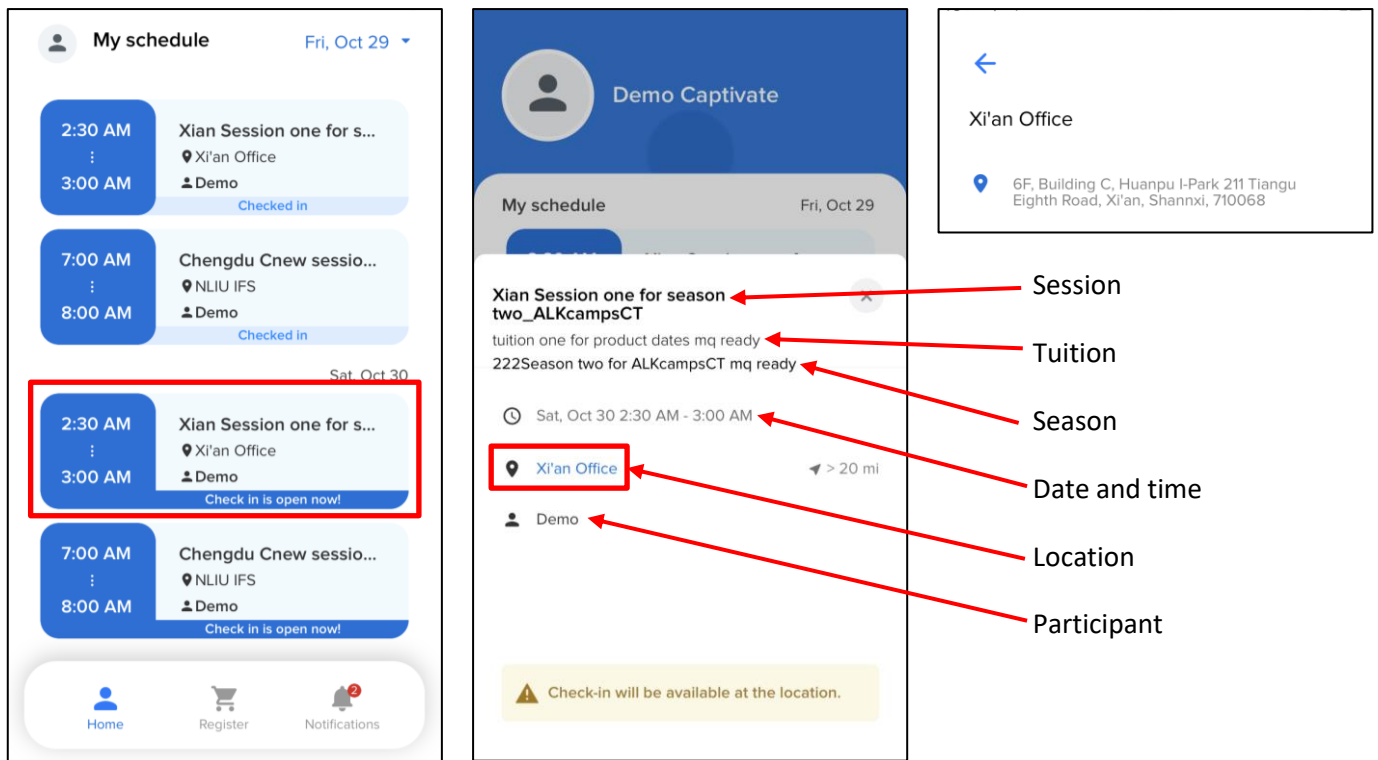 My schedule
Fri, Oct 29
2:30 AM
3:00 AM
Xian Session one for s...
Xi'an Office
Demo
Checked in
7:00 AM
8:00 AM
Chengdu Cnew sessio...
NLIU IFS
Demo
Checked in
Sat, Oct 30
2:30 AM
3:00 AM
Xian Session one for s...
Xi'an Office
Demo
Check in is open now!
7:00 AM
8:00 AM
Chengdu Cnew sessio...
NLIU IFS
Demo
Check in is open now!
2
Home
Register
Notifications
Demo Captivate
My schedule
Fri, Oct 29
Xian Session one for season
two_ALKcampsCT
tuition one for product dates mq ready
222Season two for ALKcampsCT mq ready
Sat, Oct 30 2:30 AM - 3:00 AM
Xi'an Office
> 20 mi
Demo
Check-in will be available at the location.
Xi'an Office
6F, Building C, Huanpu I-Park 211 Tiangu
Eighth Road, Xi'an, Shannxi, 710068
Session
Tuition
Season
Date and time
Location
Participant